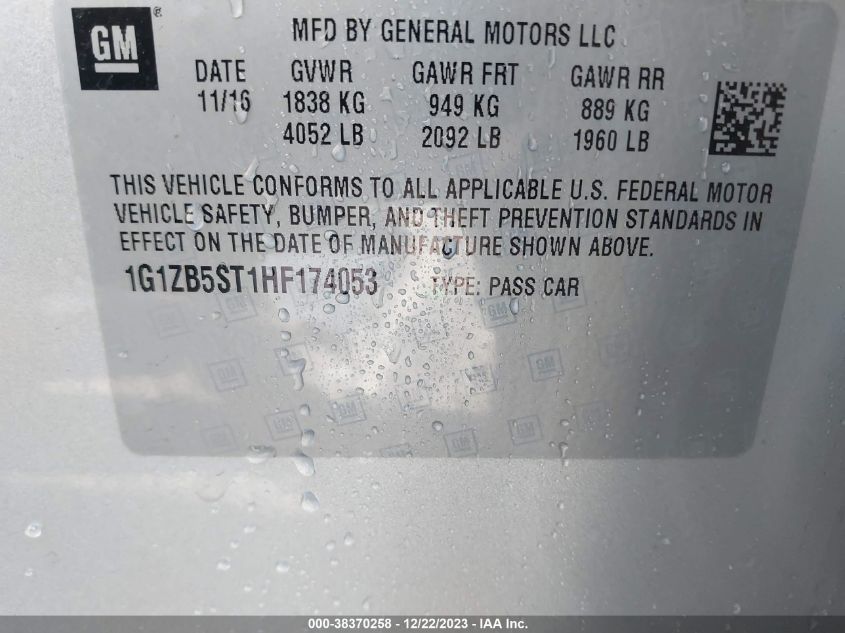 GM ®
MFD BY GENERAL MOTORS LLC
DATE GVWR GAWR FRT GAWR RR
11/16 1838 KG 949 KG 889 KG
4052 LB 2092 LB 1960 LB
THIS VEHICLE CONFORMS TO ALL APPLICABLE U.S. FEDERAL MOTOR
VEHICLE SAFETY, BUMPER, AND THEFT PREVENTION STANDARDS IN
EFFECT ON THE DATE OF MANUFACTURE SHOWN ABOVE.
1G1ZB5ST1HF174053 TYPE: PASS CAR
000-38370258 - 12/22/2023 - IAA Inc.